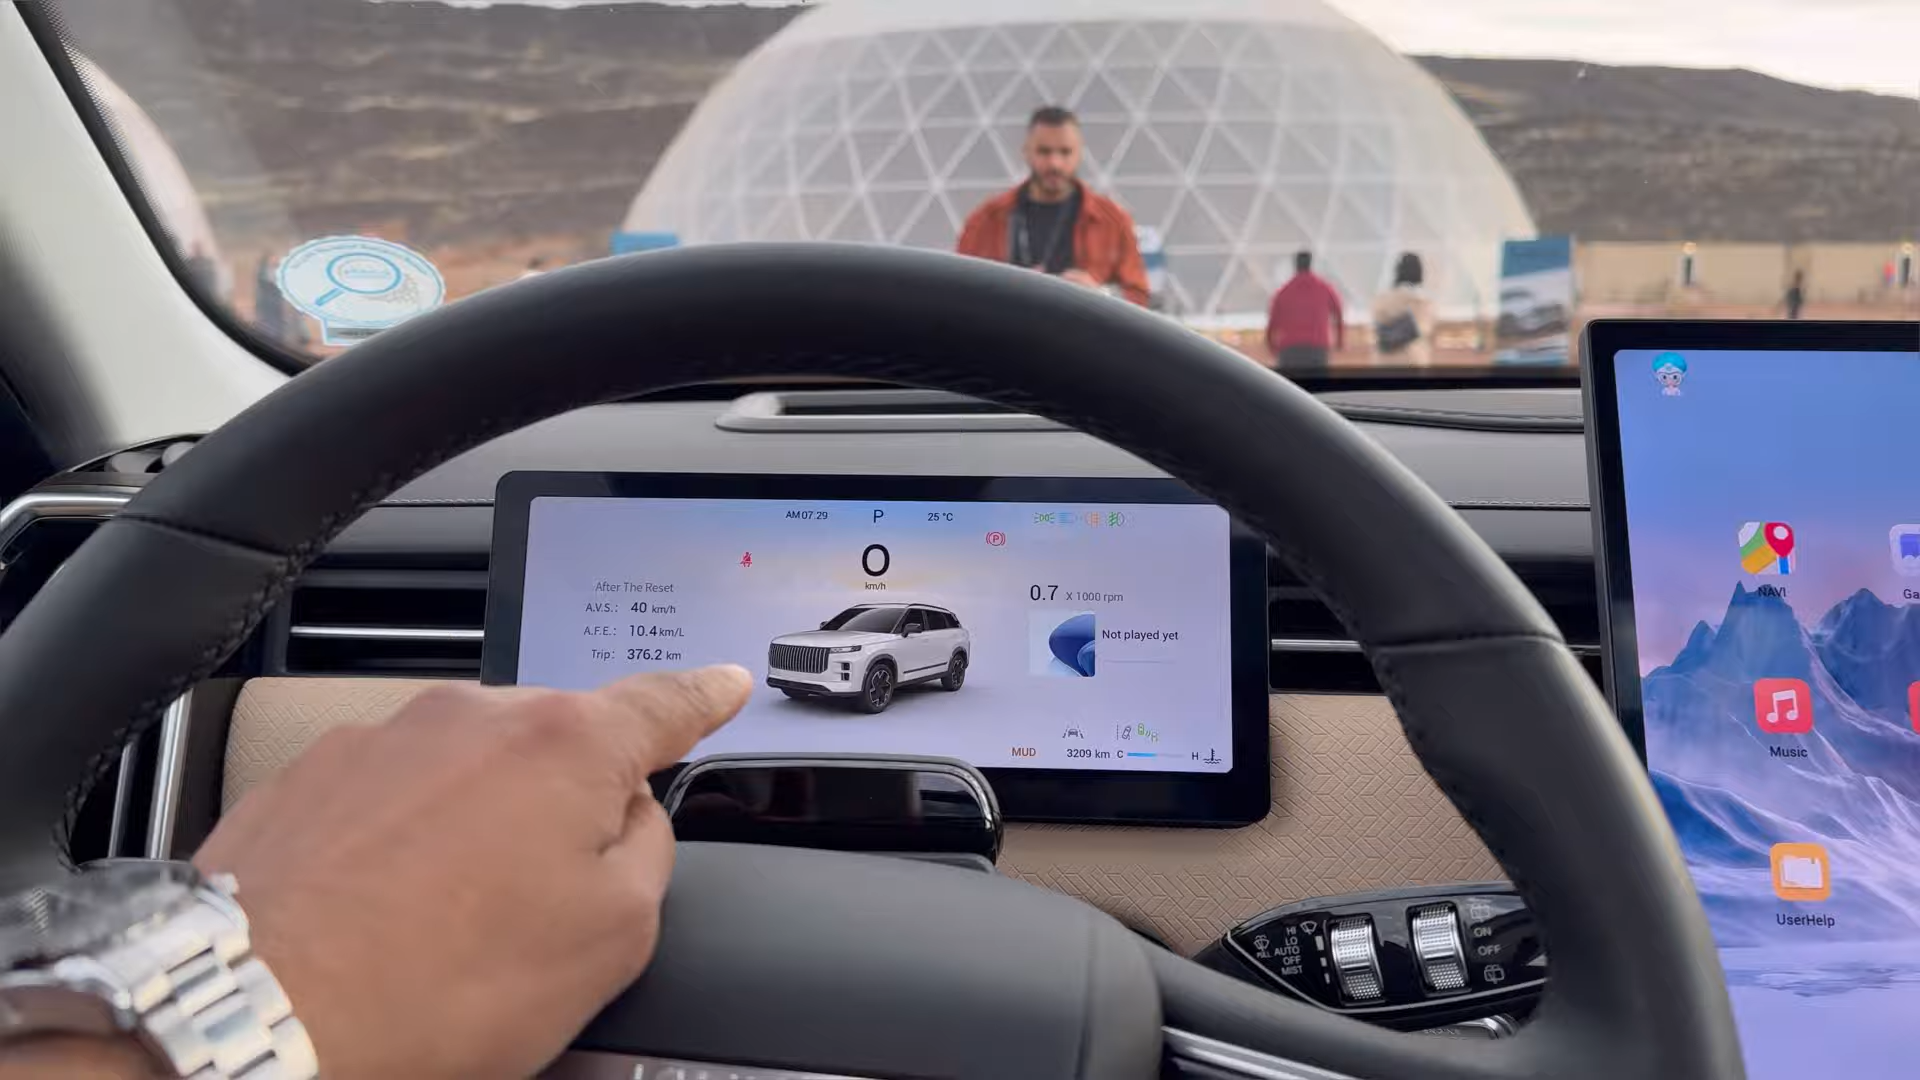 AM 07.29
P
25 °C
0
km/h
After The Reset
A.V.S.: 40 km/h
A.F.E.: 10.4 km/L
Trip: 376.2 km
0.7 X 1000 rpm
Not played yet
MUD
3209 km
C
H
NAVI
Ga
Music
UserHelp
HI
LO
AUTO
OFF
MIST
PULL
ON
OFF